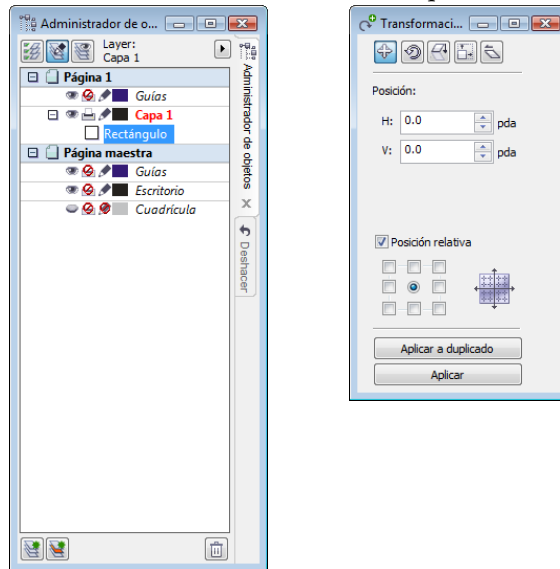 Administrador de o...
Layer:
Capa 1
Página 1
Guías
Capa 1
Rectángulo
Página maestra
Guías
Escritorio
Cuadrícula
Administrador de objetos
Deshacer
Transformaci...
Posición:
H: 0.0 pda
V: 0.0 pda
Posición relativa
Aplicar a duplicado
Aplicar